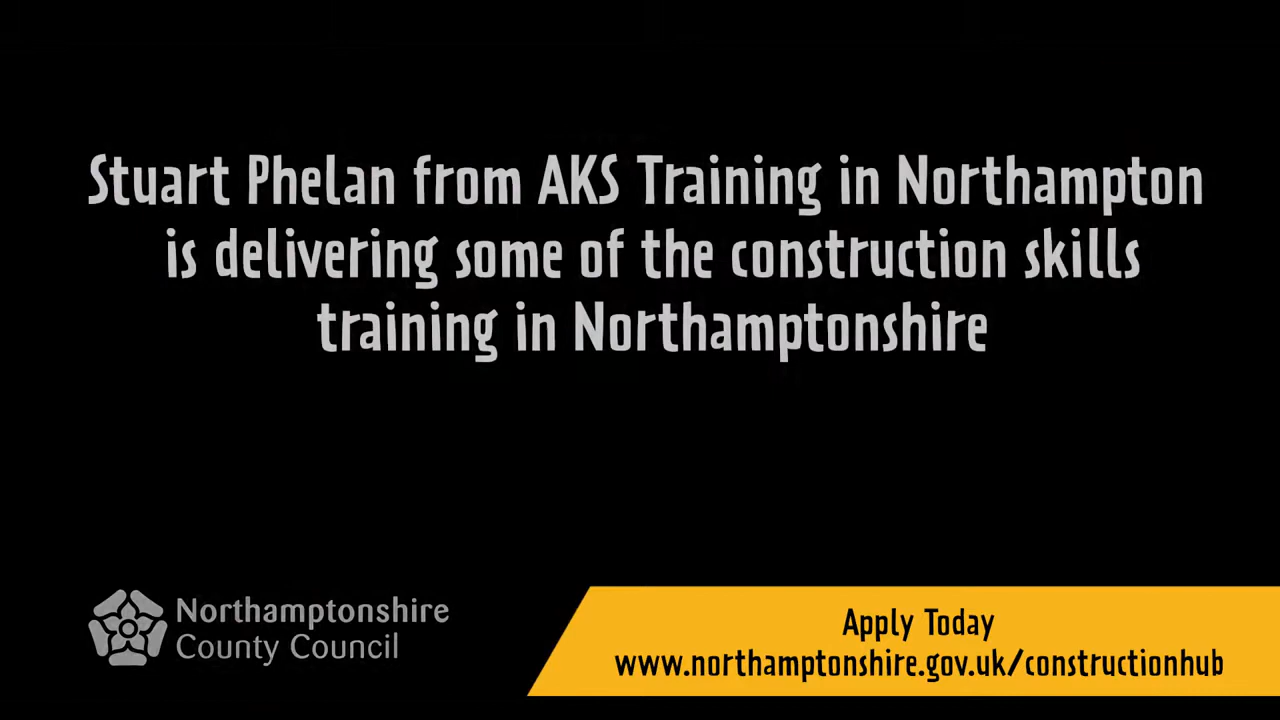 Stuart Phelan from AKS Training in Northampton
is delivering some of the construction skills
training in Northamptonshire
Northamptonshire
County Council
Apply Today
www.northamptonshire.gov.uk/constructionhub